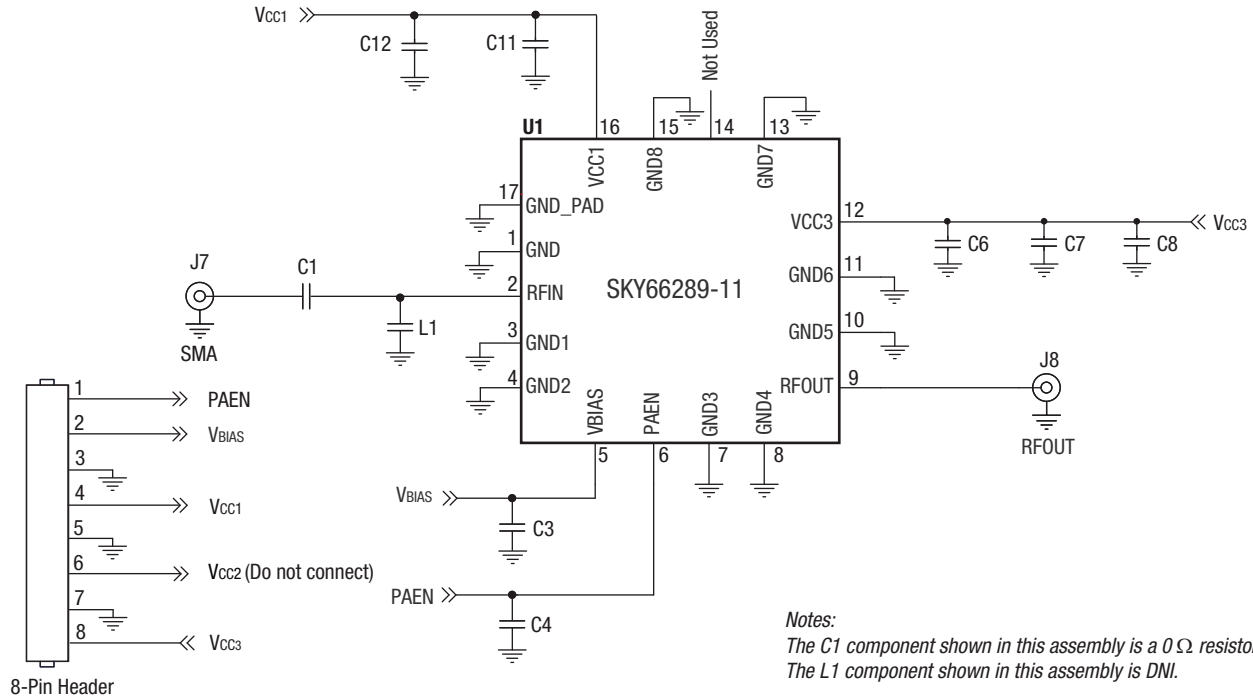 VCC1
C12
C11
Not Used
U1
16
15
14
13
VCC1
GND8
GND7
17
GND_PAD
VCC3
12
VCC3
C6
C7
C8
1
GND
J7
C1
2
RFIN
SKY66289-11
GND6
11
L1
SMA
3
GND1
GND5
10
J8
4
GND2
RFOUT
9
RFOUT
VBIAS
PAEN
GND3
GND4
5
6
7
8
1
PAEN
2
VBIAS
3
4
VCC1
5
6
VCC2 (Do not connect)
7
8
VCC3
8-Pin Header
VBIAS
C3
PAEN
C4
Notes:
The C1 component shown in this assembly is a 0 Ω resistor
The L1 component shown in this assembly is DNI.